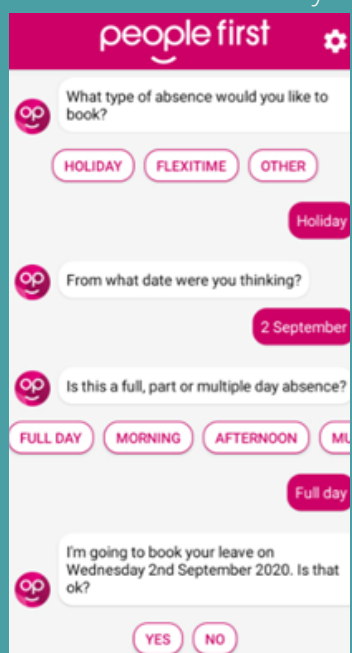 people first
What type of absence would you like to
book?
HOLIDAY FLEXITIME OTHER
Holiday
From what date were you thinking?
2 September
Is this a full, part or multiple day absence?
FULL DAY MORNING AFTERNOON MU
Full day
I'm going to book your leave on
Wednesday 2nd September 2020. Is that
ok?
YES NO